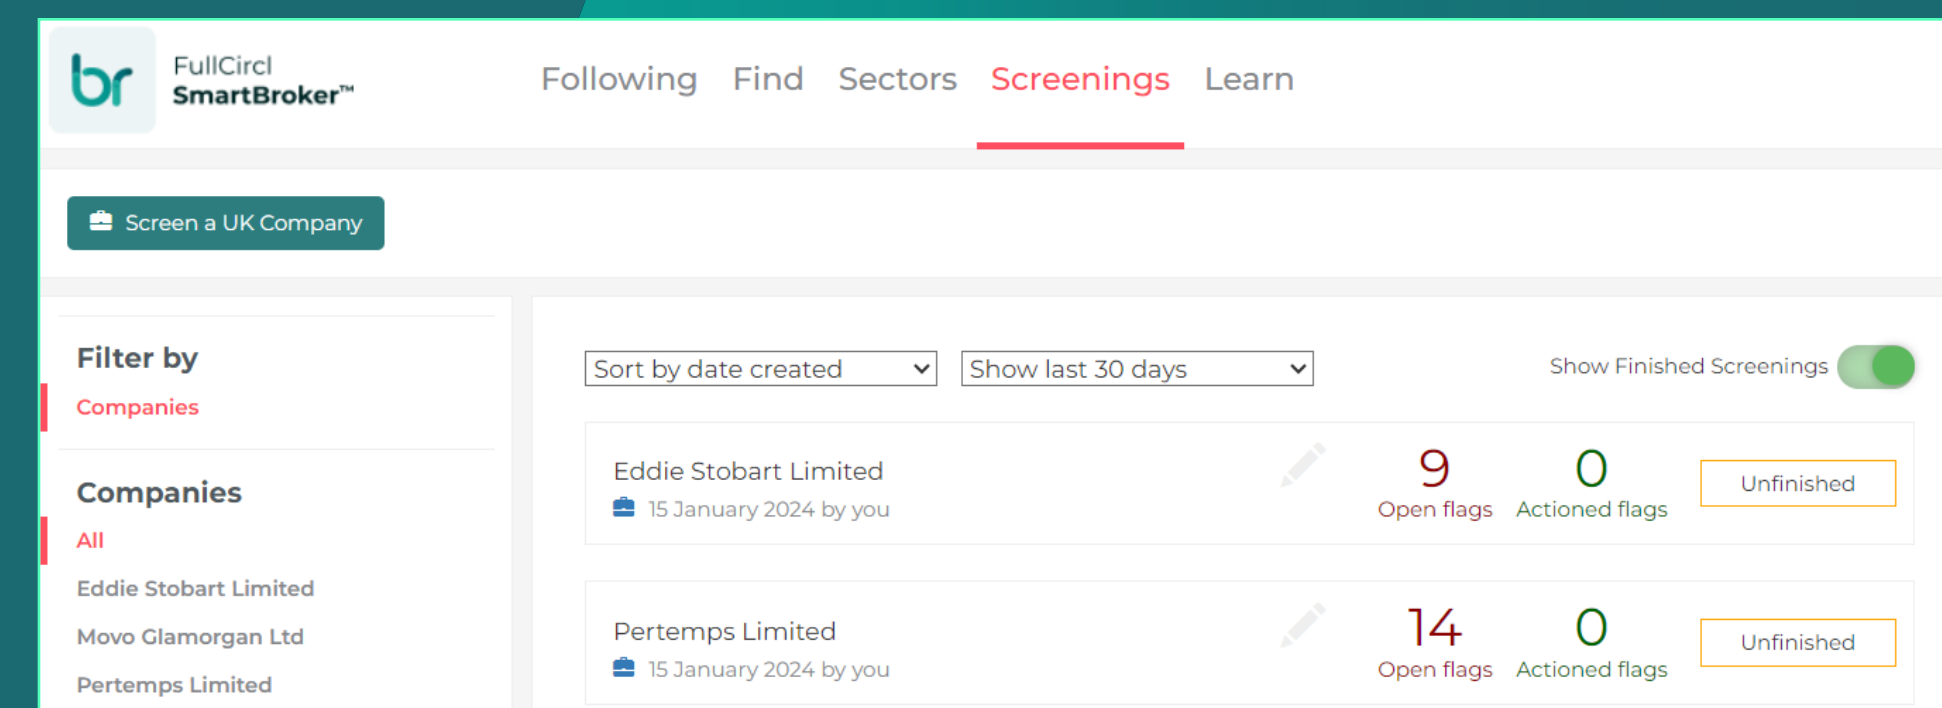 br
FullCircl
SmartBroker™
Following Find Sectors Screenings Learn
Screen a UK Company
Filter by
Companies
Companies
All
Eddie Stobart Limited
Movo Glamorgan Ltd
Pertemps Limited
Sort by date created
Show last 30 days
Show Finished Screenings
Eddie Stobart Limited
15 January 2024 by you
9
Open flags
0
Actioned flags
Unfinished
Pertemps Limited
15 January 2024 by you
14
Open flags
0
Actioned flags
Unfinished